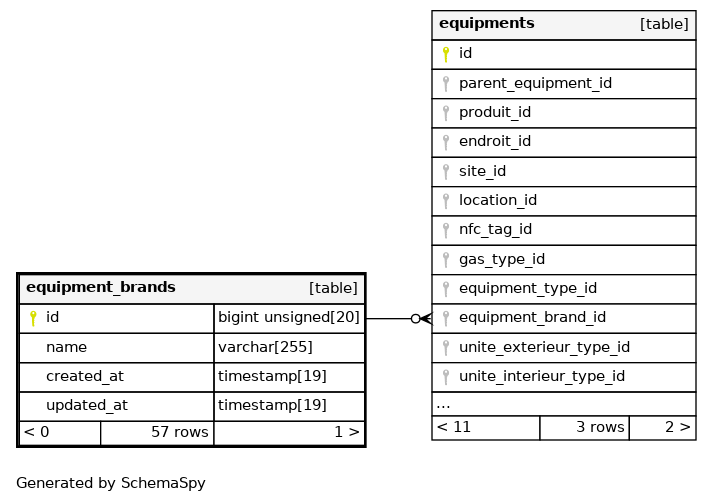 equipments [table]
id
parent_equipment_id
produit_id
endroit_id
site_id
location_id
nfc_tag_id
gas_type_id
equipment_type_id
equipment_brand_id
unite_exterieur_type_id
unite_interieur_type_id
...
< 11 3 rows 2 >
equipment_brands [table]
id bigint unsigned[20]
name varchar[255]
created_at timestamp[19]
updated_at timestamp[19]
< 0 57 rows 1 >
Generated by SchemaSpy